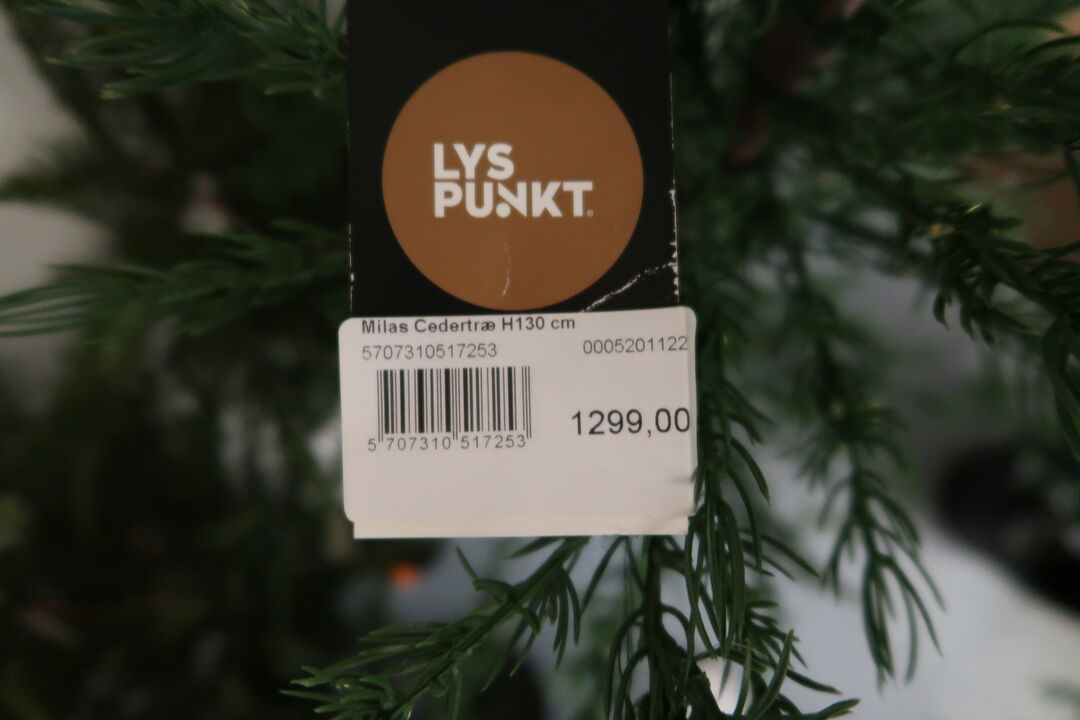 LYS
PUNKT.
Milas Cedertræ H130 cm
5707310517253 0005201122
1299,00
5 707310 517253